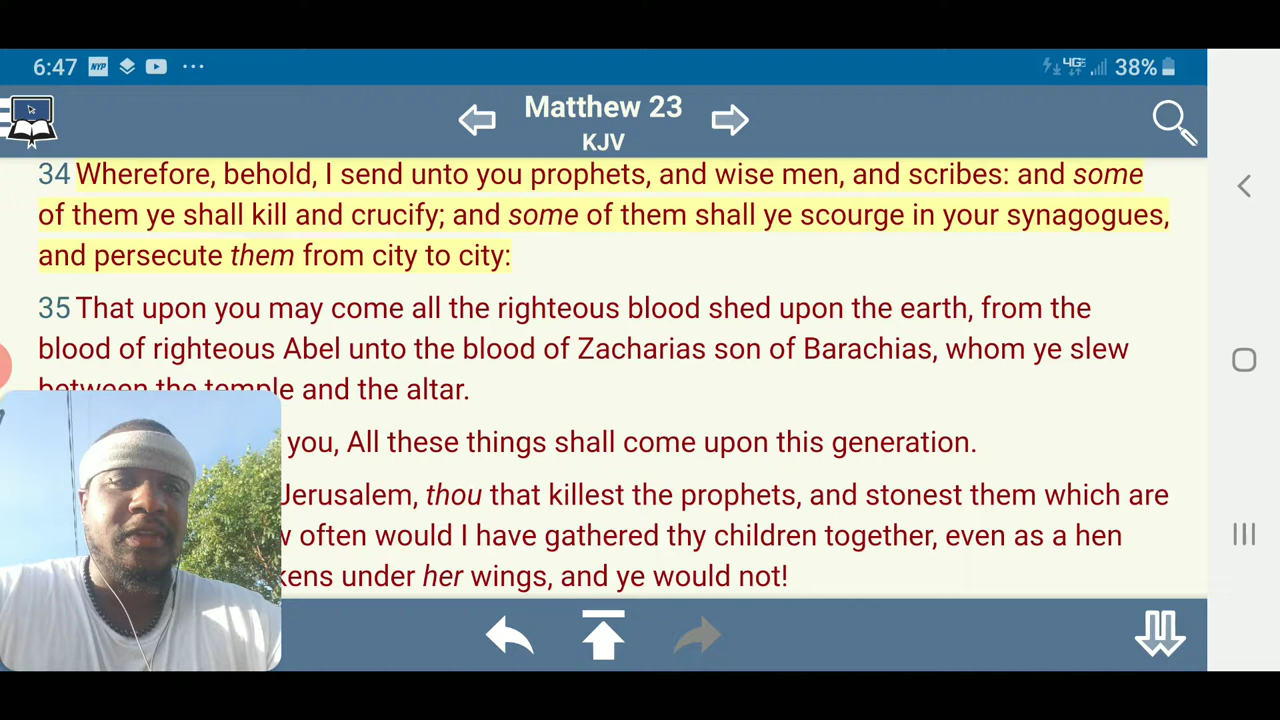 6:47 NYP ... 4GE 38%
Matthew 23
KJV
34 Wherefore, behold, I send unto you prophets, and wise men, and scribes: and some
of them ye shall kill and crucify; and some of them shall ye scourge in your synagogues,
and persecute them from city to city:
35 That upon you may come all the righteous blood shed upon the earth, from the
blood of righteous Abel unto the blood of Zacharias son of Barachias, whom ye slew
between the temple and the altar.
you, All these things shall come upon this generation.
Jerusalem, thou that killest the prophets, and stonest them which are
often would I have gathered thy children together, even as a hen
under her wings, and ye would not!